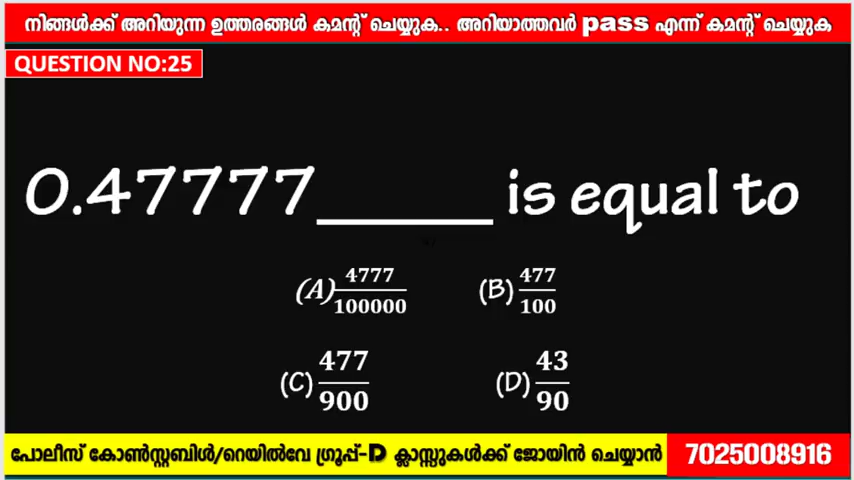 നിങ്ങൾക്ക് അറിയുന്ന ഉത്തരങ്ങൾ കമന്റ് ചെയ്യുക.. അറിയാത്തവർ pass എന്ന് കമന്റ് ചെയ്യുക
QUESTION NO:25
0.47777_____ is equal to
(A) 4777/100000 (B) 477/100
(C) 477/900 (D) 43/90
പോലീസ് കോൺസ്റ്റബിൾ/റെയിൽവേ ഗ്രൂപ്പ്-D ക്ലാസ്സുകൾക്ക് ജോയിൻ ചെയ്യാൻ 7025008916